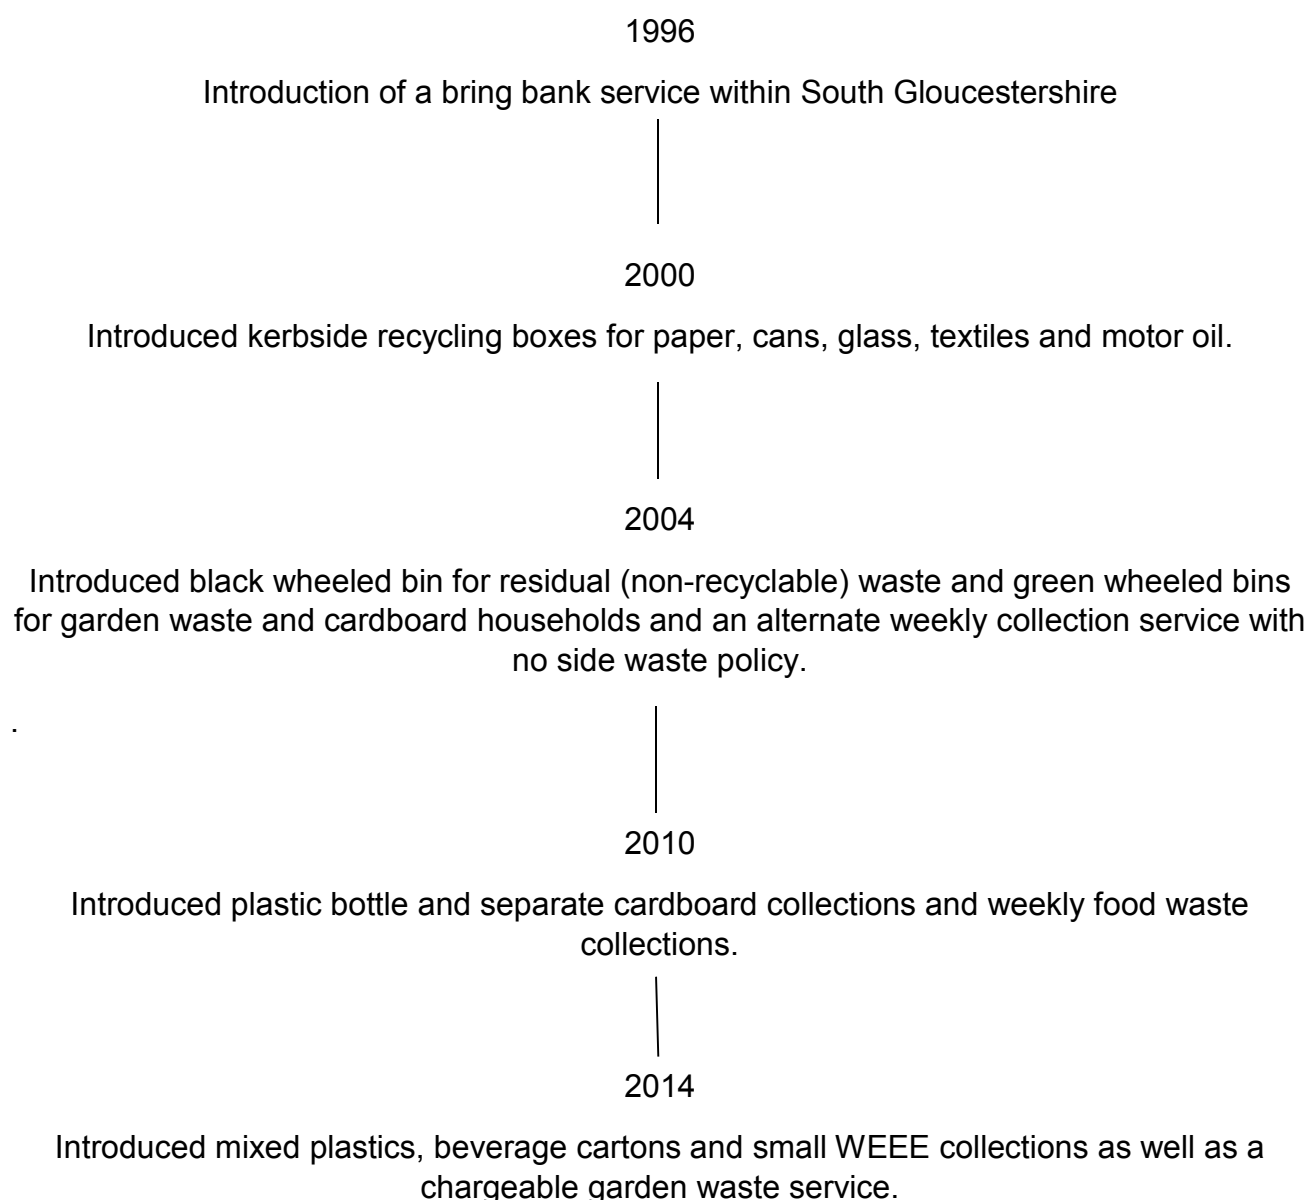 1996
Introduction of a bring bank service within South Gloucestershire
2000
Introduced kerbside recycling boxes for paper, cans, glass, textiles and motor oil.
2004
Introduced black wheeled bin for residual (non-recyclable) waste and green wheeled bins
for garden waste and cardboard households and an alternate weekly collection service with
no side waste policy.
.
2010
Introduced plastic bottle and separate cardboard collections and weekly food waste
collections.
2014
Introduced mixed plastics, beverage cartons and small WEEE collections as well as a
chargeable garden waste service.